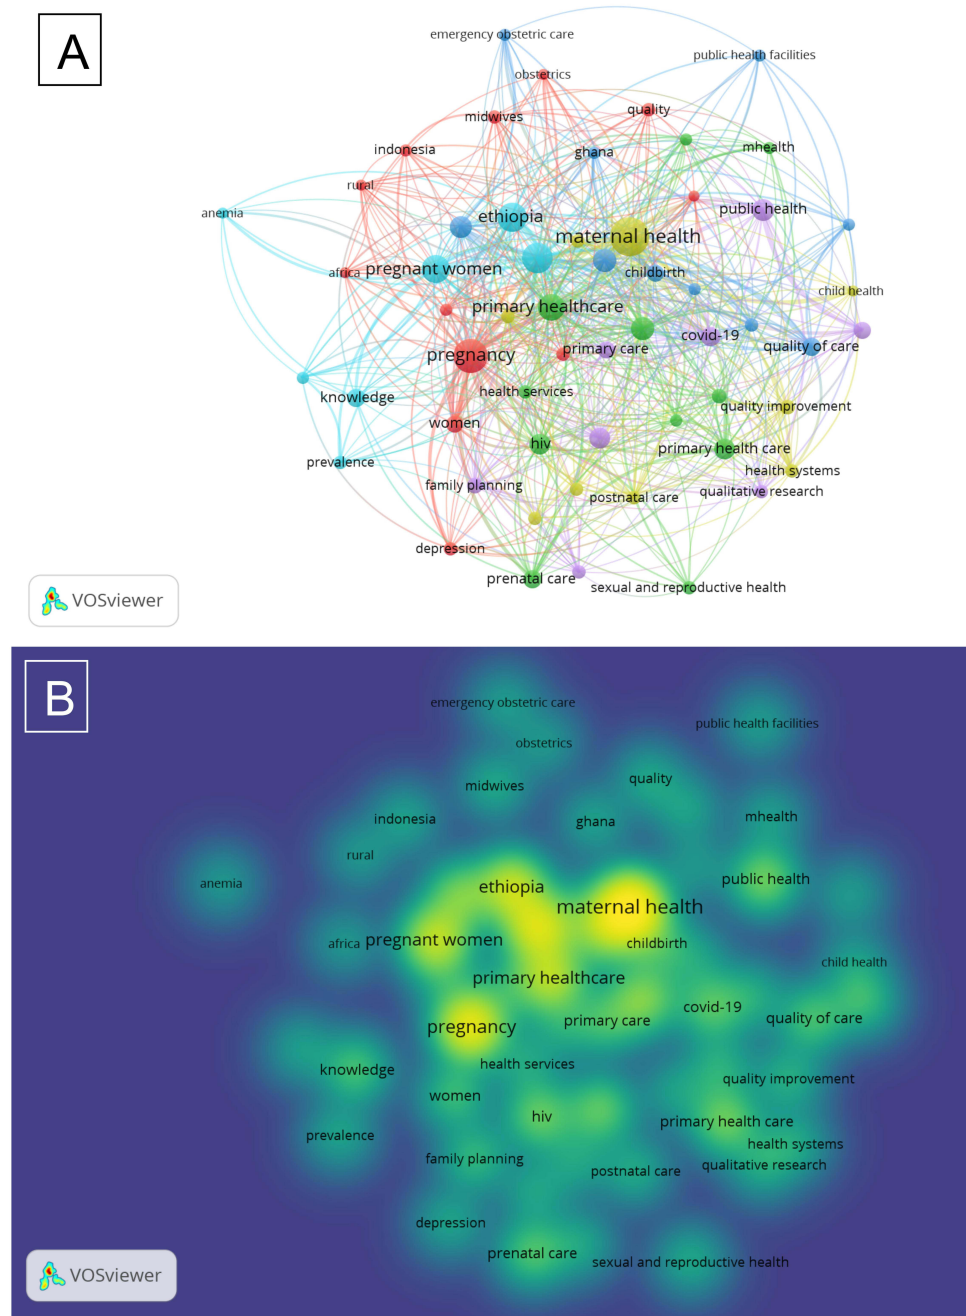 A
emergency obstetric care
public health facilities
obstetrics
quality
midwives
indonesia
ghana
mhealth
rural
anemia
ethiopia
public health
maternal health
africa
pregnant women
childbirth
child health
primary healthcare
covid-19
quality of care
pregnancy
primary care
health services
knowledge
quality improvement
women
hiv
primary health care
prevalence
health systems
family planning
postnatal care
qualitative research
depression
prenatal care
sexual and reproductive health
VOSviewer
B
emergency obstetric care
public health facilities
obstetrics
quality
midwives
indonesia
ghana
mhealth
rural
anemia
ethiopia
public health
maternal health
africa
pregnant women
childbirth
child health
primary healthcare
covid-19
quality of care
pregnancy
primary care
health services
knowledge
quality improvement
women
hiv
primary health care
prevalence
health systems
family planning
qualitative research
postnatal care
depression
prenatal care
sexual and reproductive health
VOSviewer